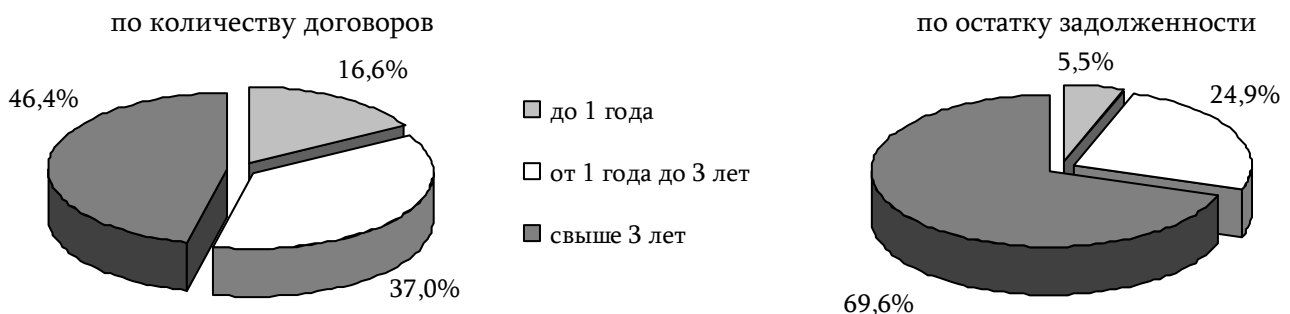 по количеству договоров
16,6%
46,4%
37,0%
до 1 года
от 1 года до 3 лет
свыше 3 лет
по остатку задолженности
5,5%
24,9%
69,6%